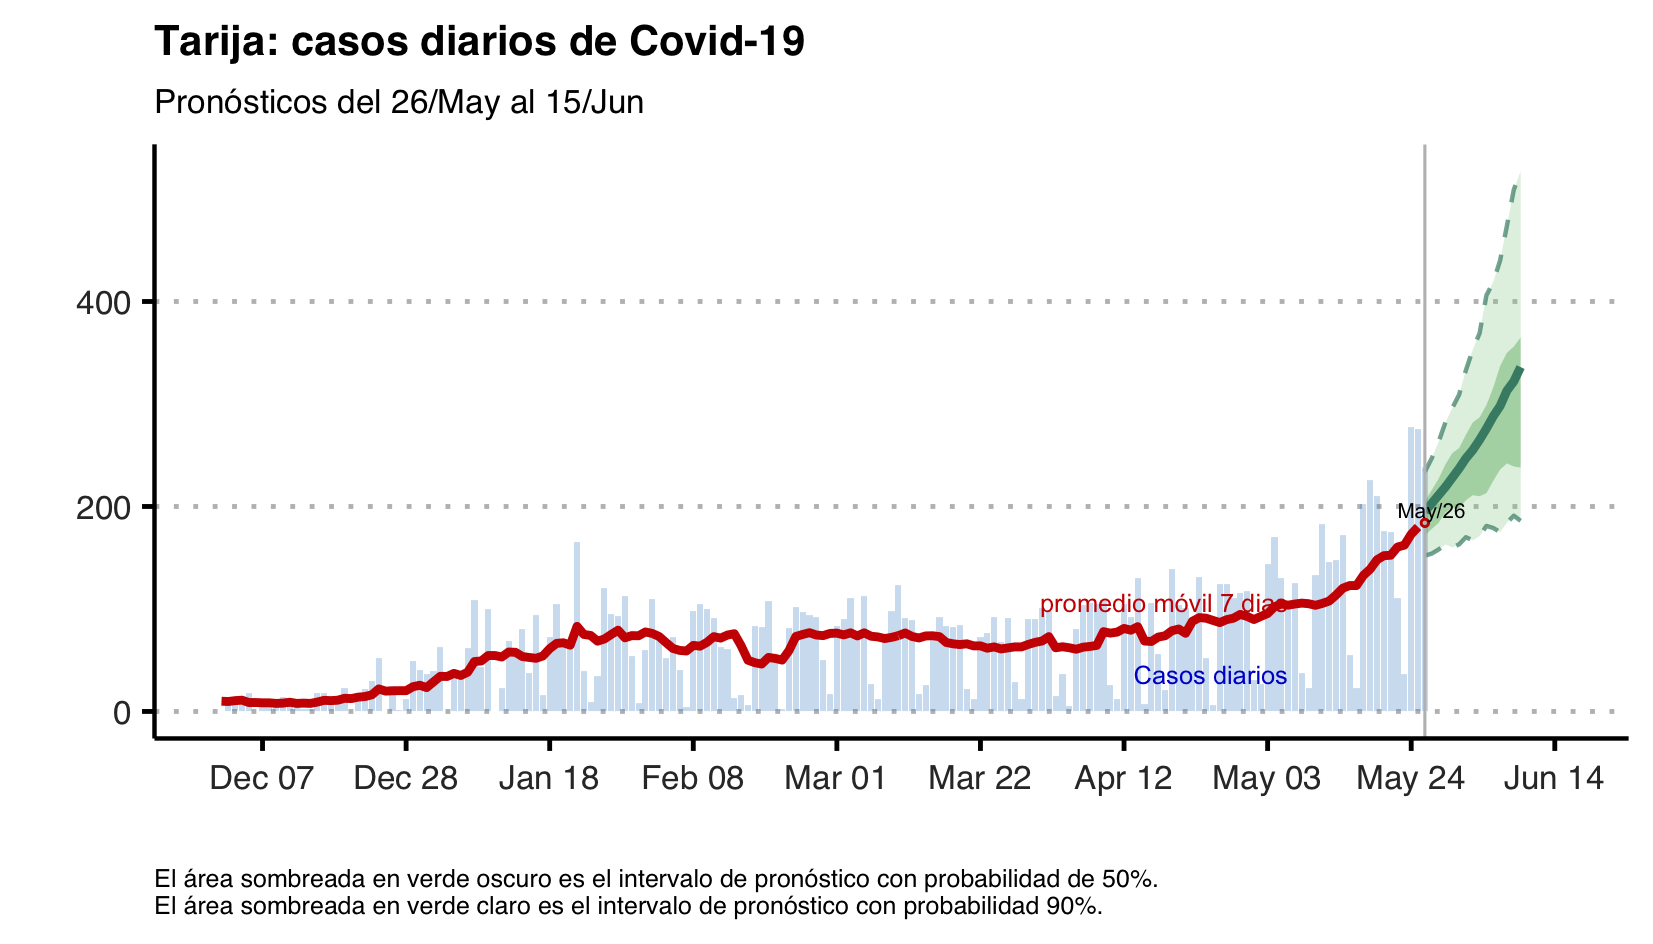 Tarija: casos diarios de Covid-19
Pronósticos del 26/May al 15/Jun
400
200
0
May/26
promedio móvil 7 dias
Casos diarios
Dec 07 Dec 28 Jan 18 Feb 08 Mar 01 Mar 22 Apr 12 May 03 May 24 Jun 14
El área sombreada en verde oscuro es el intervalo de pronóstico con probabilidad de 50%.
El área sombreada en verde claro es el intervalo de pronóstico con probabilidad 90%.